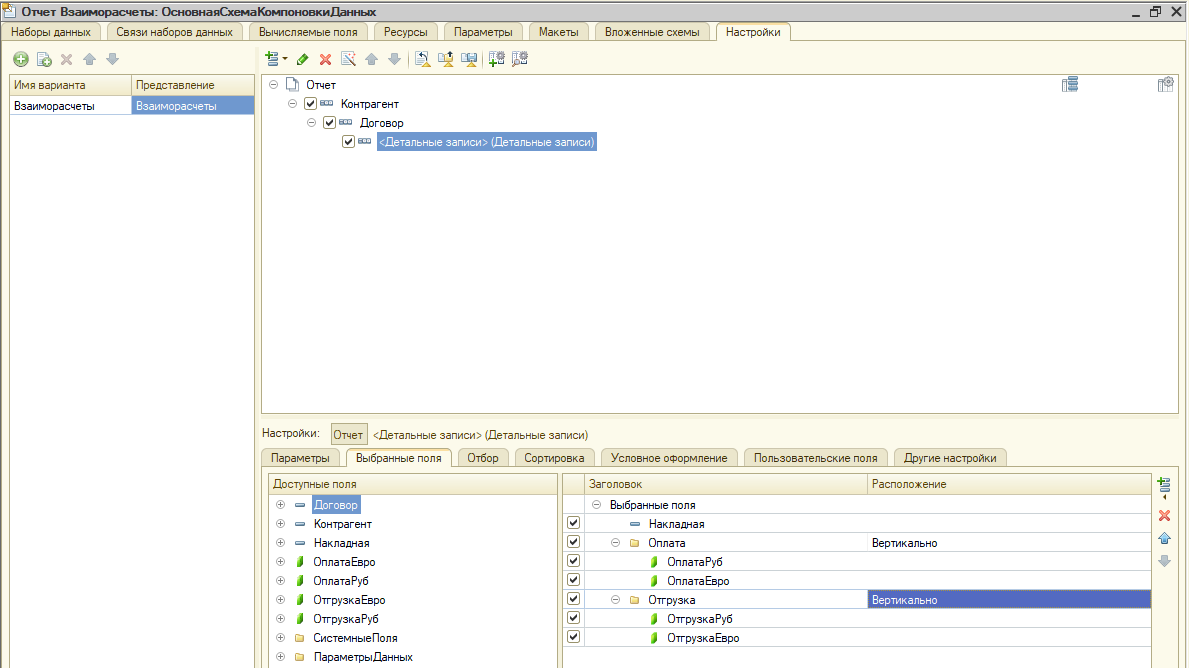 Отчет Взаиморасчеты: ОсновнаяСхемаКомпоновкиДанных
Наборы данных Связи наборов данных Вычисляемые поля Ресурсы Параметры Макеты Вложенные схемы Настройки
Имя варианта Представление
Взаиморасчеты Взаиморасчеты
Отчет
Контрагент
Договор
<Детальные записи> (Детальные записи)
Настройки: Отчет <Детальные записи> (Детальные записи)
Параметры Выбранные поля Отбор Сортировка Условное оформление Пользовательские поля Другие настройки
Доступные поля
Договор
Контрагент
Накладная
ОплатаЕвро
ОплатаРуб
ОтгрузкаЕвро
ОтгрузкаРуб
СистемныеПоля
ПараметрыДанных
Заголовок Расположение
Выбранные поля
Накладная
Оплата Вертикально
ОплатаРуб
ОплатаЕвро
Отгрузка Вертикально
ОтгрузкаРуб
ОтгрузкаЕвро